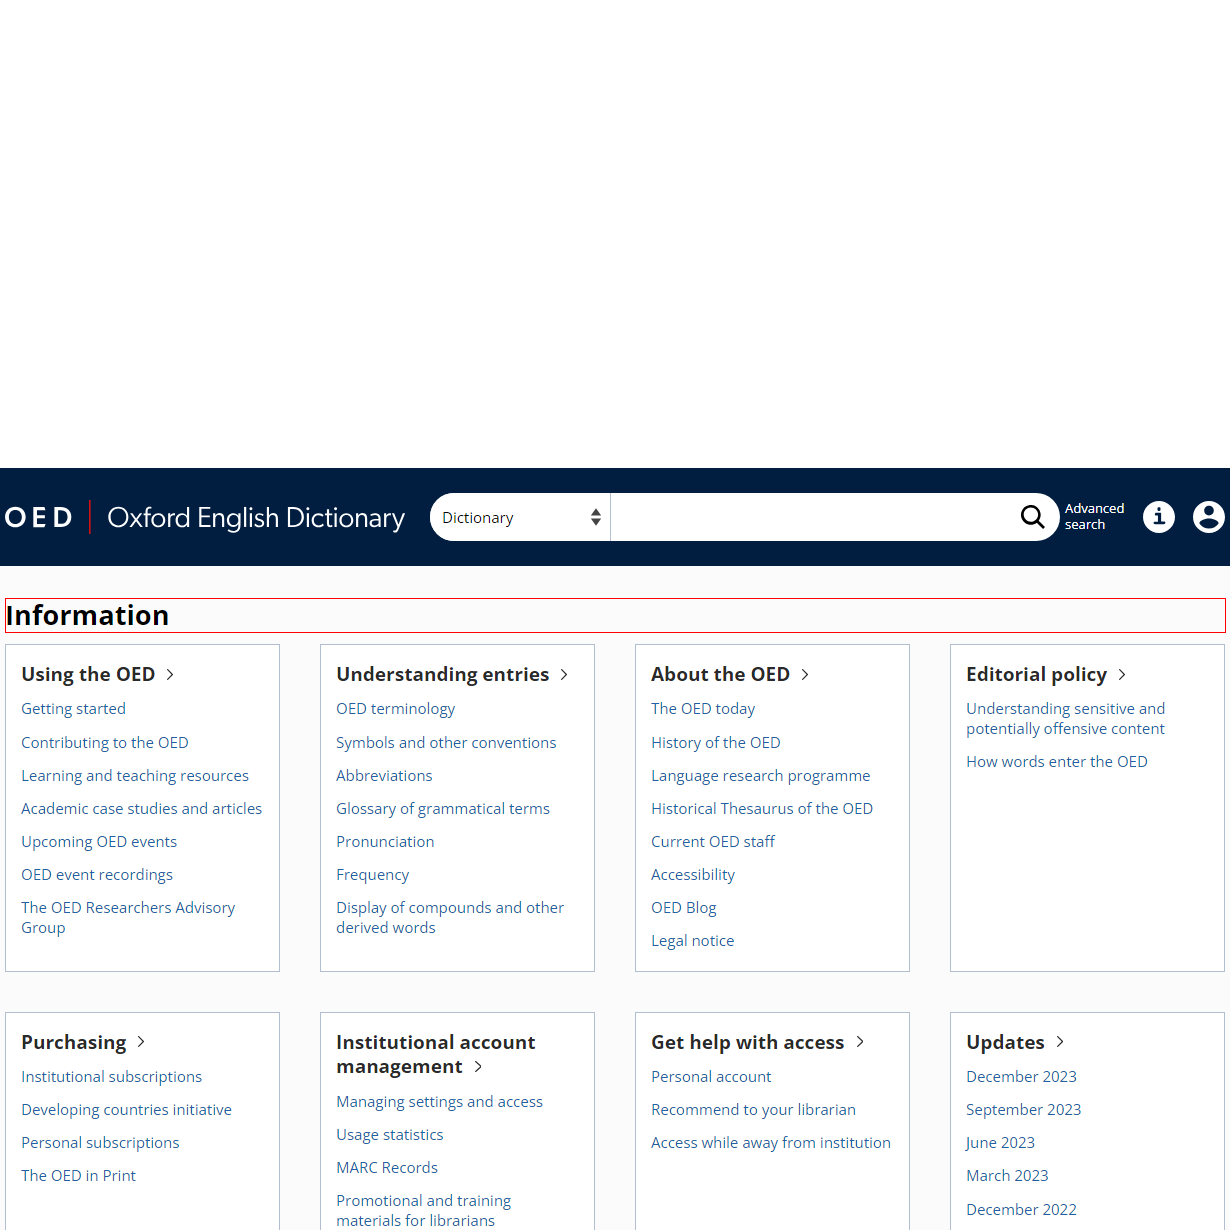 OED Oxford English Dictionary
Dictionary
Advanced
search
Information
Using the OED
Getting started
Contributing to the OED
Learning and teaching resources
Academic case studies and articles
Upcoming OED events
OED event recordings
The OED Researchers Advisory
Group
Understanding entries
OED terminology
Symbols and other conventions
Abbreviations
Glossary of grammatical terms
Pronunciation
Frequency
Display of compounds and other
derived words
About the OED
The OED today
History of the OED
Language research programme
Historical Thesaurus of the OED
Current OED staff
Accessibility
OED Blog
Legal notice
Editorial policy
Understanding sensitive and
potentially offensive content
How words enter the OED
Purchasing
Institutional subscriptions
Developing countries initiative
Personal subscriptions
The OED in Print
Institutional account
management
Managing settings and access
Usage statistics
MARC Records
Promotional and training
materials for librarians
Get help with access
Personal account
Recommend to your librarian
Access while away from institution
Updates
December 2023
September 2023
June 2023
March 2023
December 2022